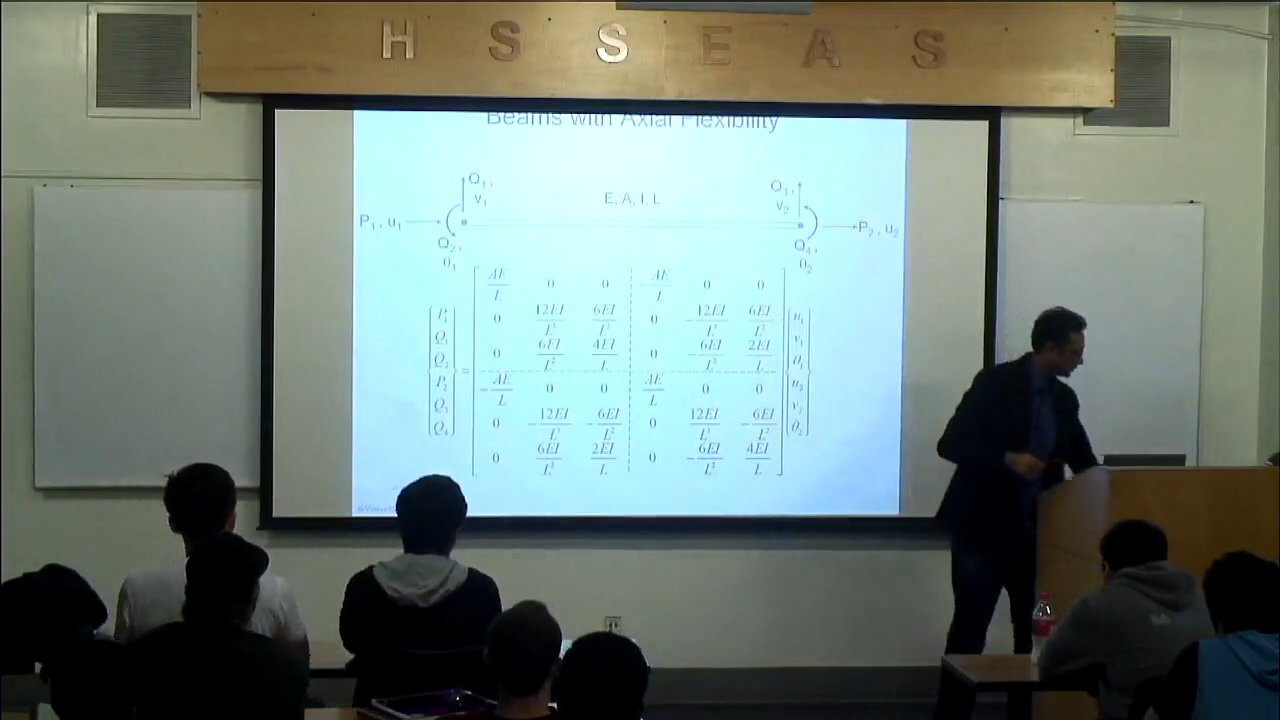 H S S E A S
Beams with Axial Flexibility
Q₁, v₁
E, A, I, L
Q₃, v₂
P₁, u₁
P₂, u₂
Q₂, θ₁
Q₄, θ₂
P₁ Q₁ Q₂ P₂ Q₃ Q₄ =
AE/L 0 0 -AE/L 0 0
0 12EI/L³ 6EI/L² 0 -12EI/L³ 6EI/L²
0 6EI/L² 4EI/L 0 -6EI/L² 2EI/L
-AE/L 0 0 AE/L 0 0
0 -12EI/L³ -6EI/L² 0 12EI/L³ -6EI/L²
0 6EI/L² 2EI/L 0 -6EI/L² 4EI/L
u₁ v₁ θ₁ u₂ v₂ θ₂